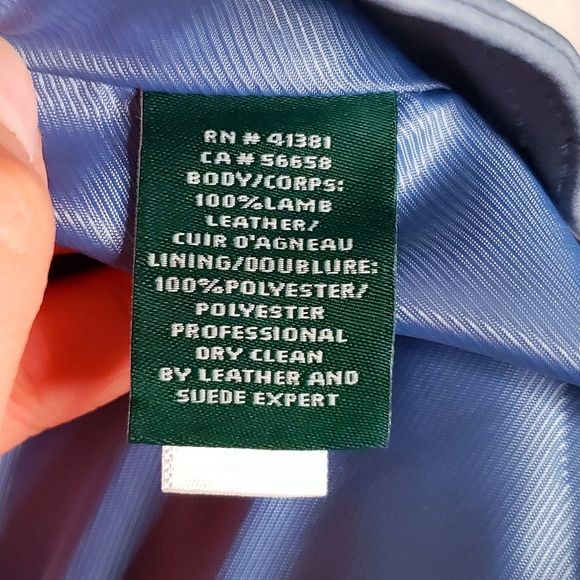 RN # 41381
CA # 56658
BODY/CORPS:
100%LAMB
LEATHER/
CUIR D'AGNEAU
LINING/DOUBLURE:
100%POLYESTER/
POLYESTER
PROFESSIONAL
DRY CLEAN
BY LEATHER AND
SUEDE EXPERT